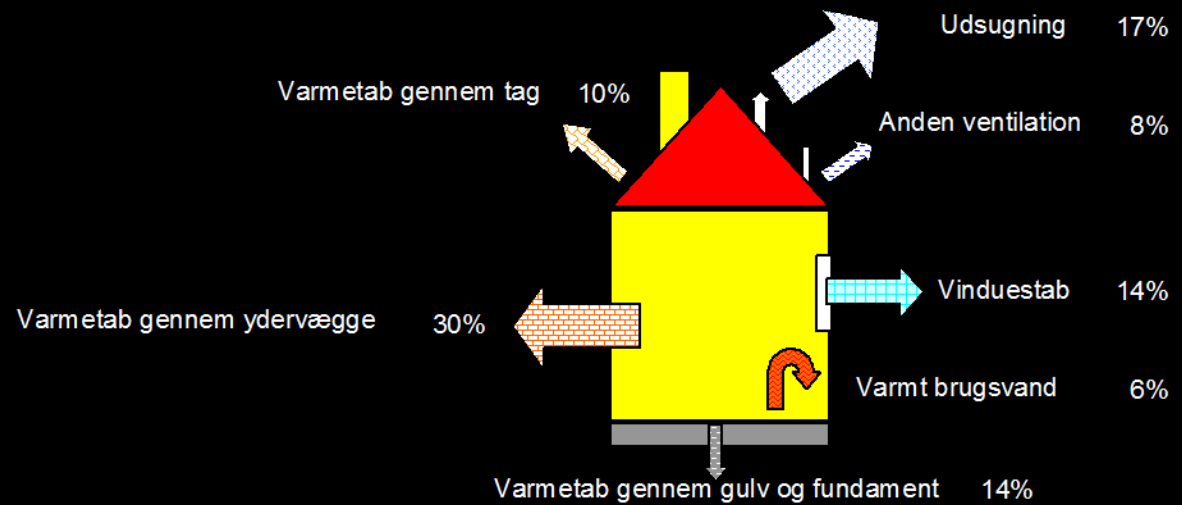 Udsugning 17%
Varmetab gennem tag 10%
Anden ventilation 8%
Vinduestab 14%
Varmetab gennem ydervægge 30%
Varmt brugsvand 6%
Varmetab gennem gulv og fundament 14%